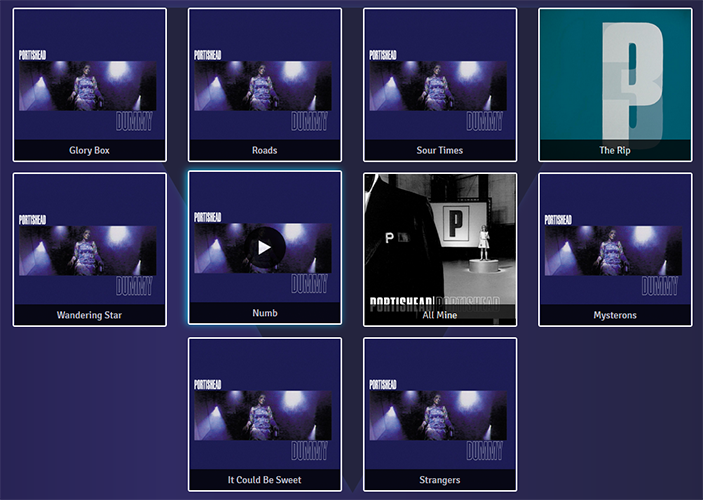 PORTISHEAD
DUMMY
Glory Box
PORTISHEAD
DUMMY
Roads
PORTISHEAD
DUMMY
Sour Times
P
3
The Rip
PORTISHEAD
DUMMY
Wandering Star
PORTISHEAD
DUMMY
Numb
P
P
PORTISHEAD PORTISHEAD
All Mine
PORTISHEAD
DUMMY
Mysterons
PORTISHEAD
DUMMY
It Could Be Sweet
PORTISHEAD
DUMMY
Strangers